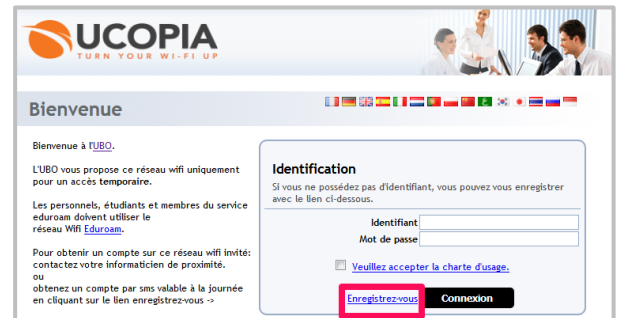 UCOPIA
TURN YOUR WI-FI UP
Bienvenue
Bienvenue à l'UBO.
L'UBO vous propose ce réseau wifi uniquement
pour un accès temporaire.
Les personnels, étudiants et membres du service
eduroam doivent utiliser le
réseau Wifi Eduroam.
Pour obtenir un compte sur ce réseau wifi invité:
contactez votre informaticien de proximité.
ou
obtenez un compte par sms valable à la journée
en cliquant sur le lien enregistrez-vous ->
Identification
Si vous ne possédez pas d'identifiant, vous pouvez vous enregistrer
avec le lien ci-dessous.
Identifiant
Mot de passe
Veuillez accepter la charte d'usage.
Enregistrez-vous Connexion